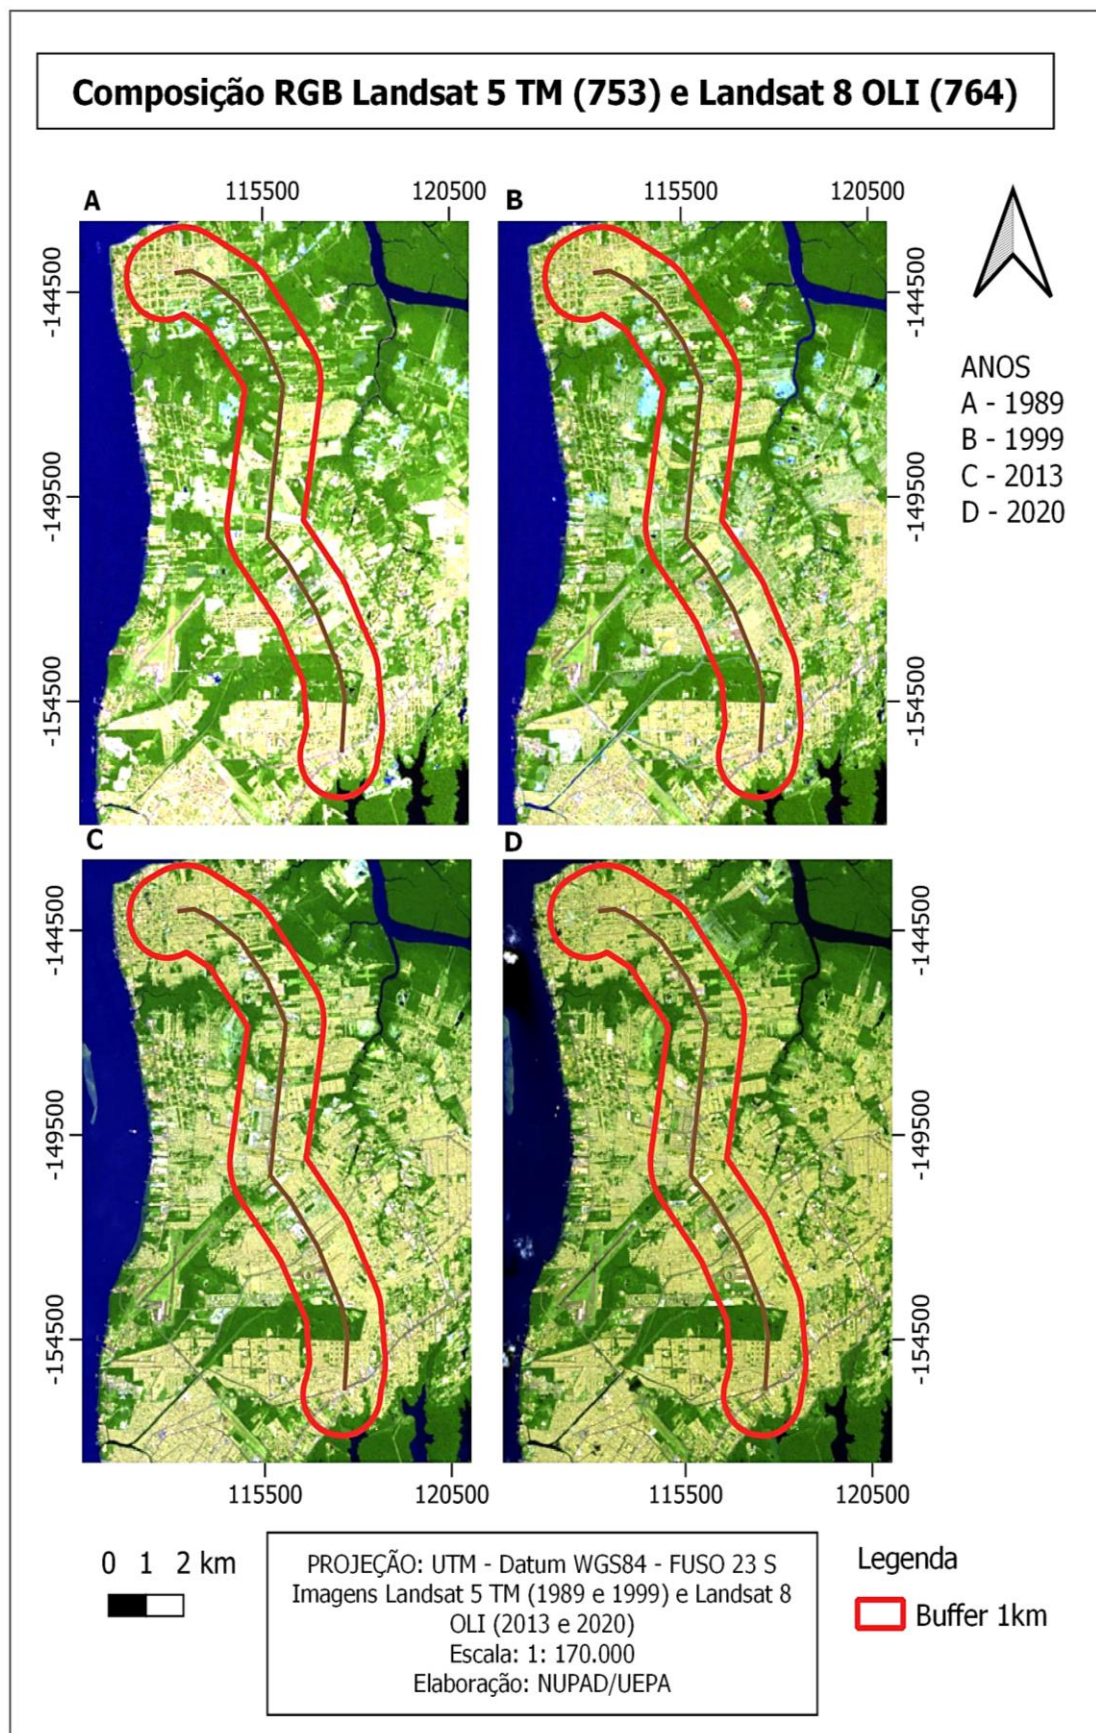 Composição RGB Landsat 5 TM (753) e Landsat 8 OLI (764)
A
115500
120500
B
115500
120500
-144500
-149500
-154500
-144500
-149500
-154500
ANOS
A - 1989
B - 1999
C - 2013
D - 2020
C
D
-144500
-149500
-154500
-144500
-149500
-154500
115500
120500
115500
120500
0 1 2 km
PROJEÇÃO: UTM - Datum WGS84 - FUSO 23 S
Imagens Landsat 5 TM (1989 e 1999) e Landsat 8
OLI (2013 e 2020)
Escala: 1: 170.000
Elaboração: NUPAD/UEPA
Legenda
Buffer 1km